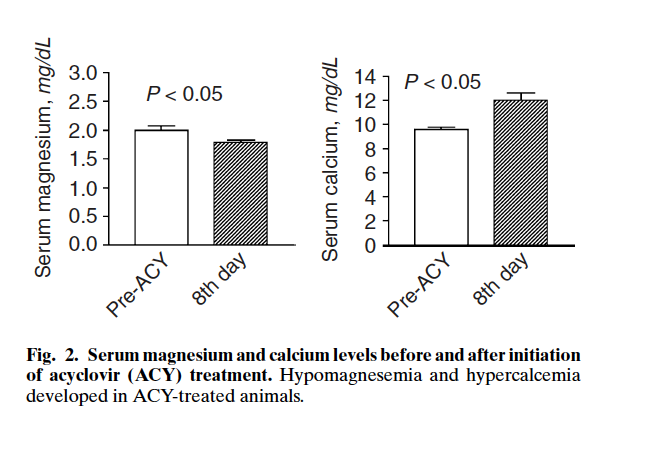 Serum magnesium, mg/dL
3.0
2.5
2.0
1.5
1.0
0.5
0.0
P < 0.05
Pre-ACY
8th day
Serum calcium, mg/dL
14
12
10
8
6
4
2
0
P < 0.05
Pre-ACY
8th day
Fig. 2. Serum magnesium and calcium levels before and after initiation
of acyclovir (ACY) treatment. Hypomagnesemia and hypercalcemia
developed in ACY-treated animals.